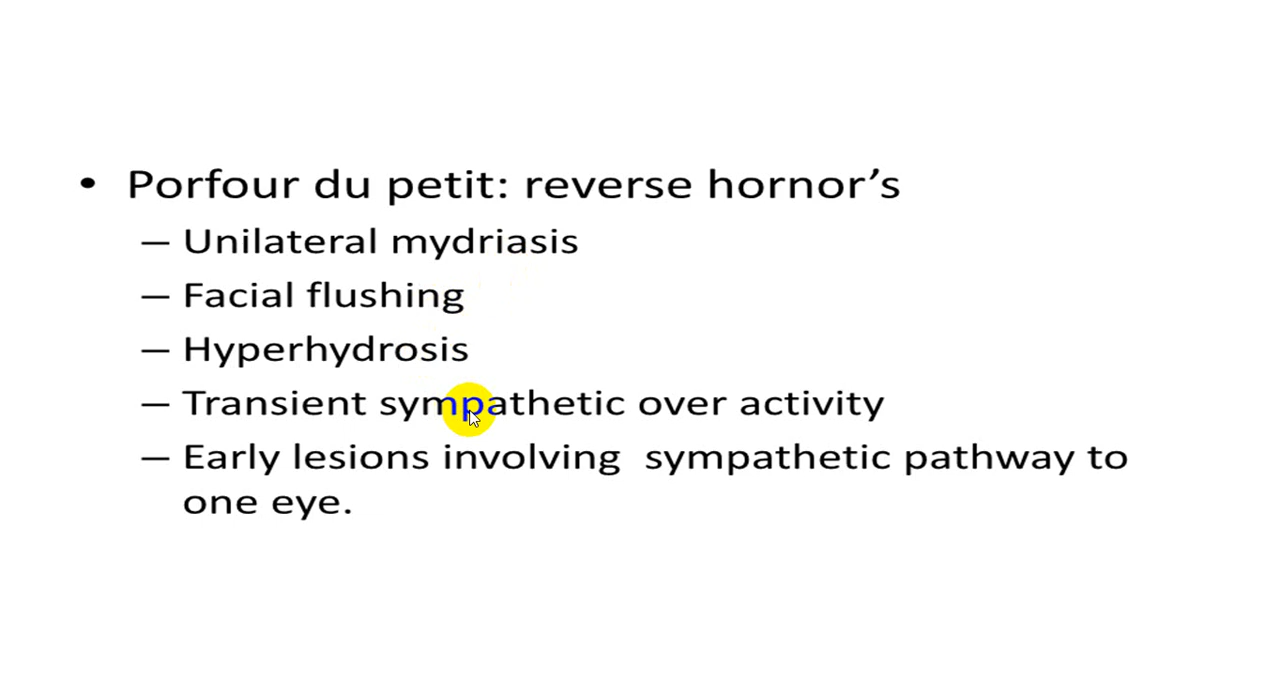 • Porfour du petit: reverse hornor’s
– Unilateral mydriasis
– Facial flushing
– Hyperhydrosis
– Transient sympathetic over activity
– Early lesions involving sympathetic pathway to
one eye.